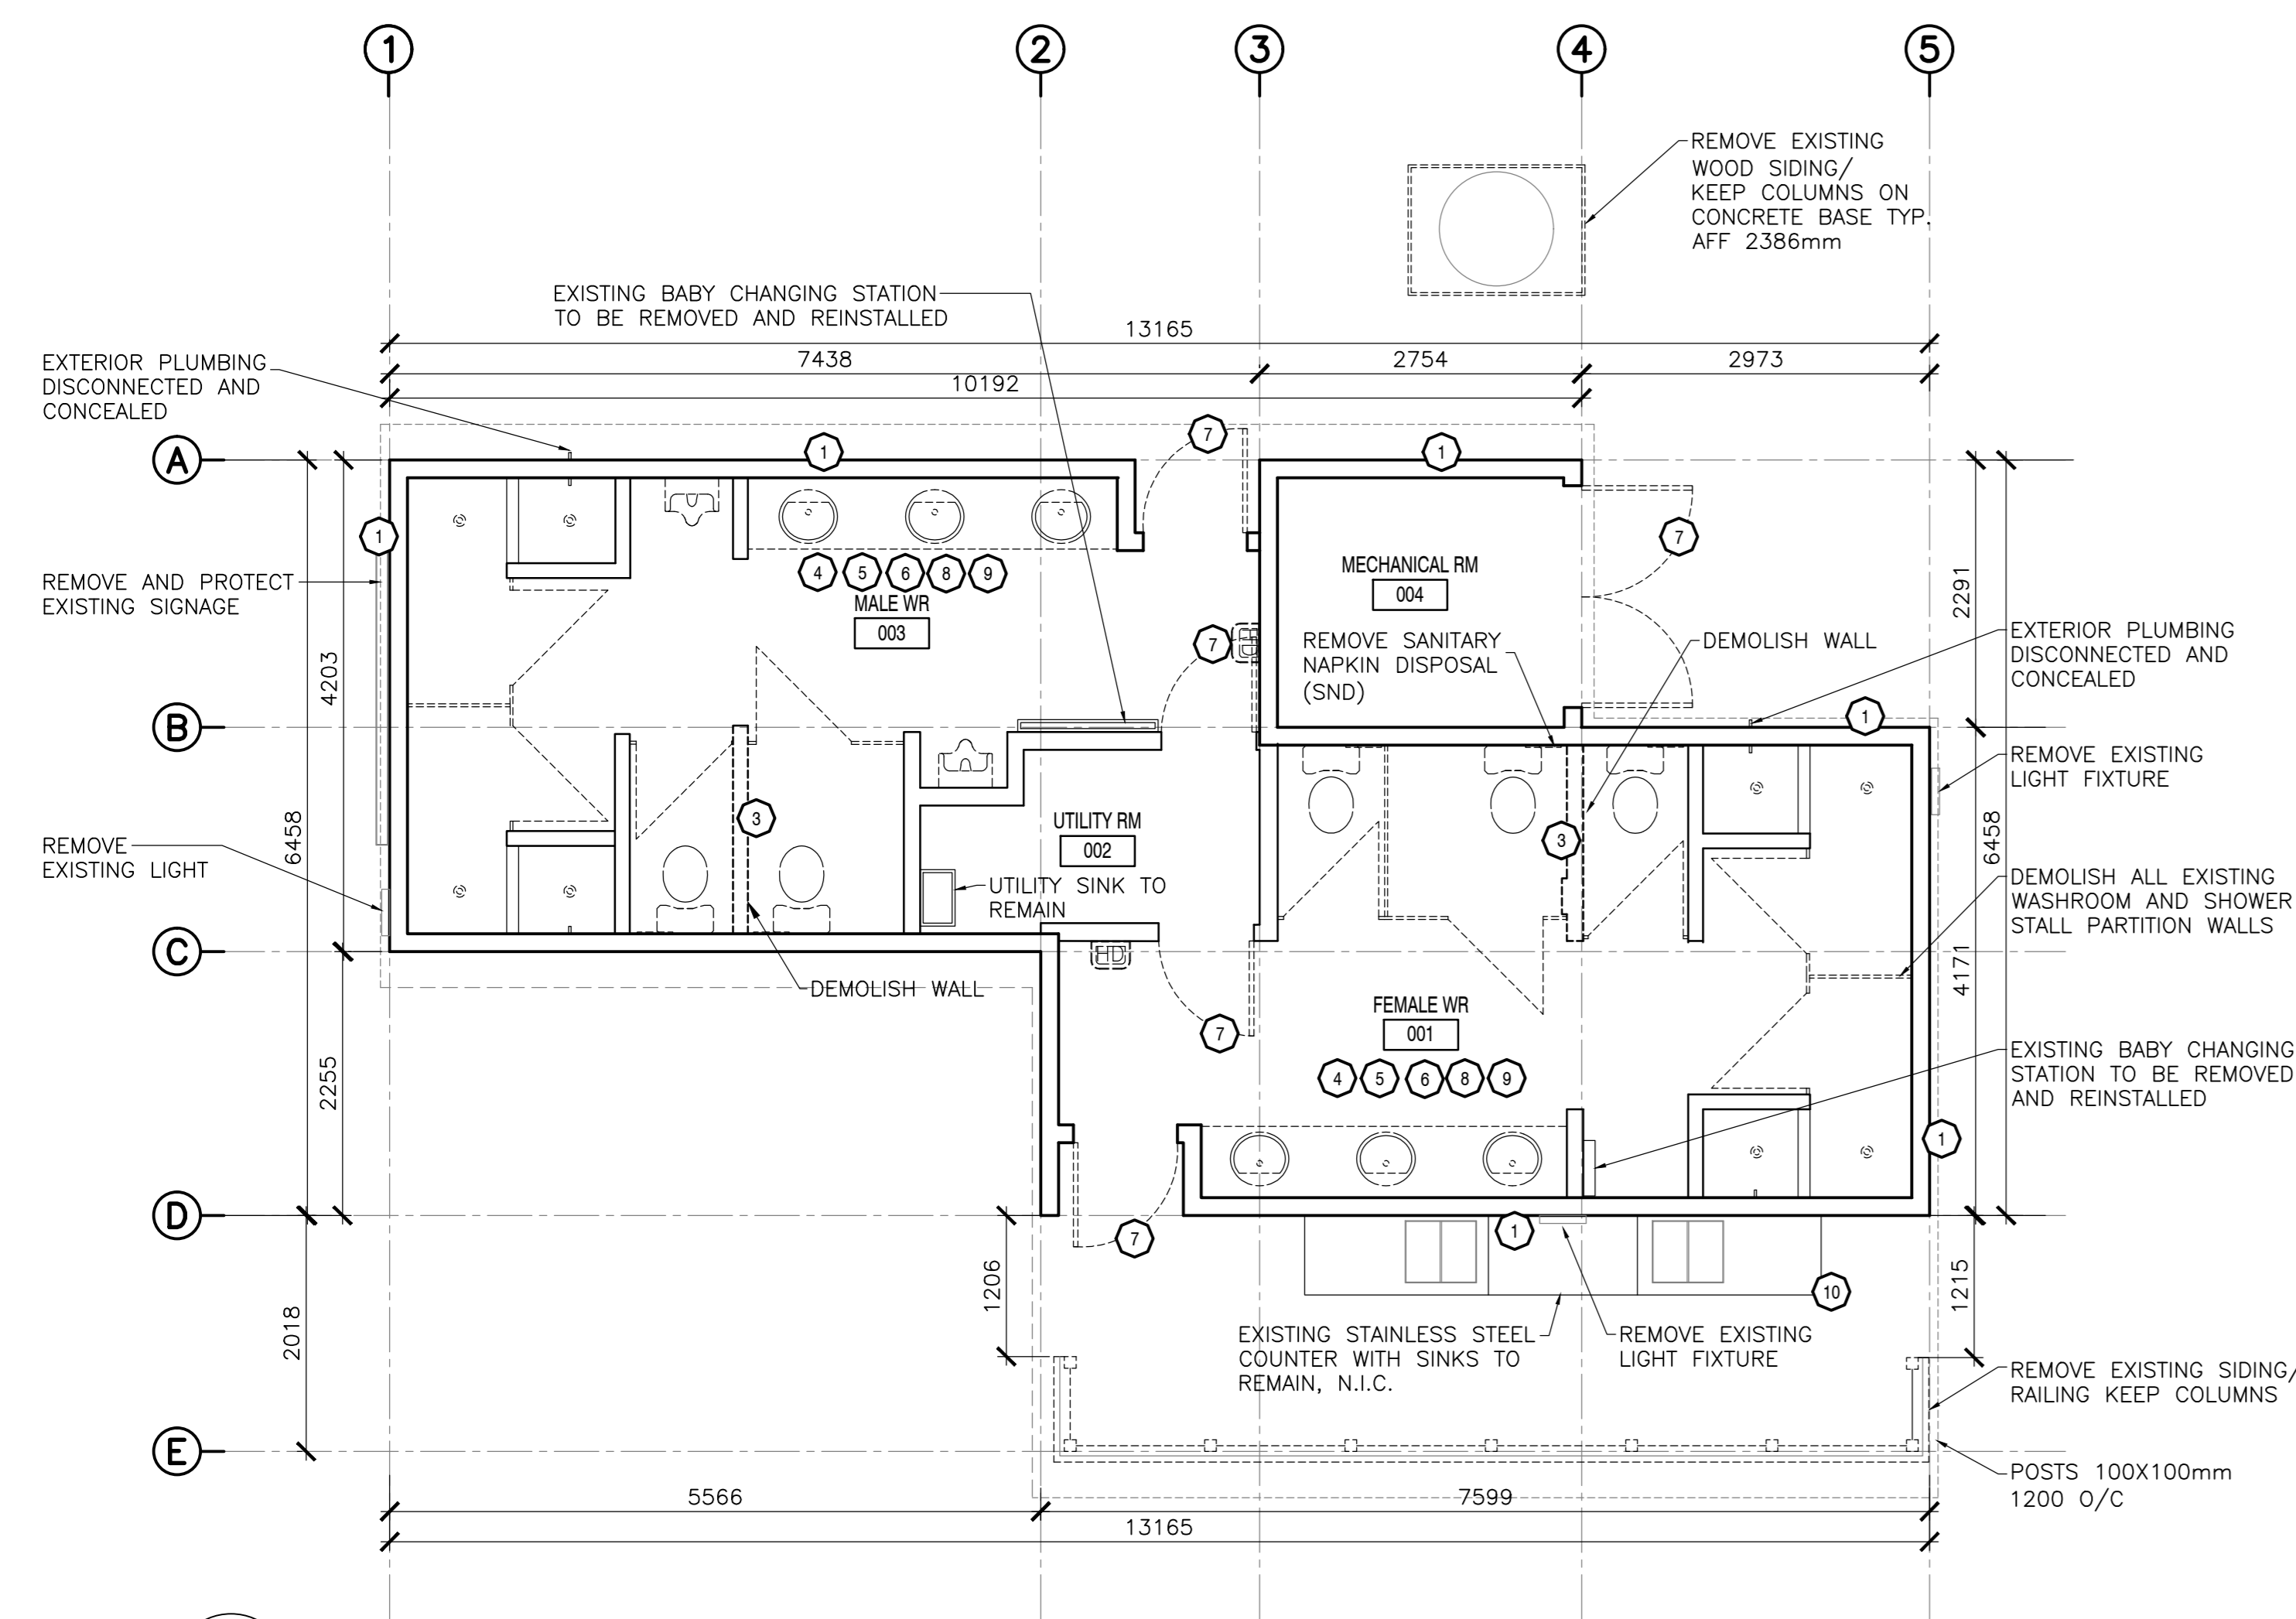 1
2
3
4
5
REMOVE EXISTING
WOOD SIDING/
KEEP COLUMNS ON
CONCRETE BASE TYP.
AFF 2386mm
EXISTING BABY CHANGING STATION
TO BE REMOVED AND REINSTALLED
13165
7438
2754
2973
10192
EXTERIOR PLUMBING
DISCONNECTED AND
CONCEALED
A
1
7
1
1
7
REMOVE AND PROTECT
EXISTING SIGNAGE
4
5
6
8
9
MALE WR
003
MECHANICAL RM
004
2291
4203
7
REMOVE SANITARY
NAPKIN DISPOSAL
(SND)
DEMOLISH WALL
EXTERIOR PLUMBING
DISCONNECTED AND
CONCEALED
B
1
REMOVE EXISTING
LIGHT FIXTURE
6458
REMOVE
EXISTING LIGHT
3
UTILITY RM
002
3
6458
UTILITY SINK TO
REMAIN
DEMOLISH ALL EXISTING
WASHROOM AND SHOWER
STALL PARTITION WALLS
C
HD
HD
4171
DEMOLISH WALL
FEMALE WR
001
7
4
5
6
8
9
2255
EXISTING BABY CHANGING
STATION TO BE REMOVED
AND REINSTALLED
1
D
7
1
10
1206
1215
2018
EXISTING STAINLESS STEEL
COUNTER WITH SINKS TO
REMAIN, N.I.C.
REMOVE EXISTING
LIGHT FIXTURE
REMOVE EXISTING SIDING/
RAILING KEEP COLUMNS
E
POSTS 100X100mm
1200 O/C
5566
7599
13165